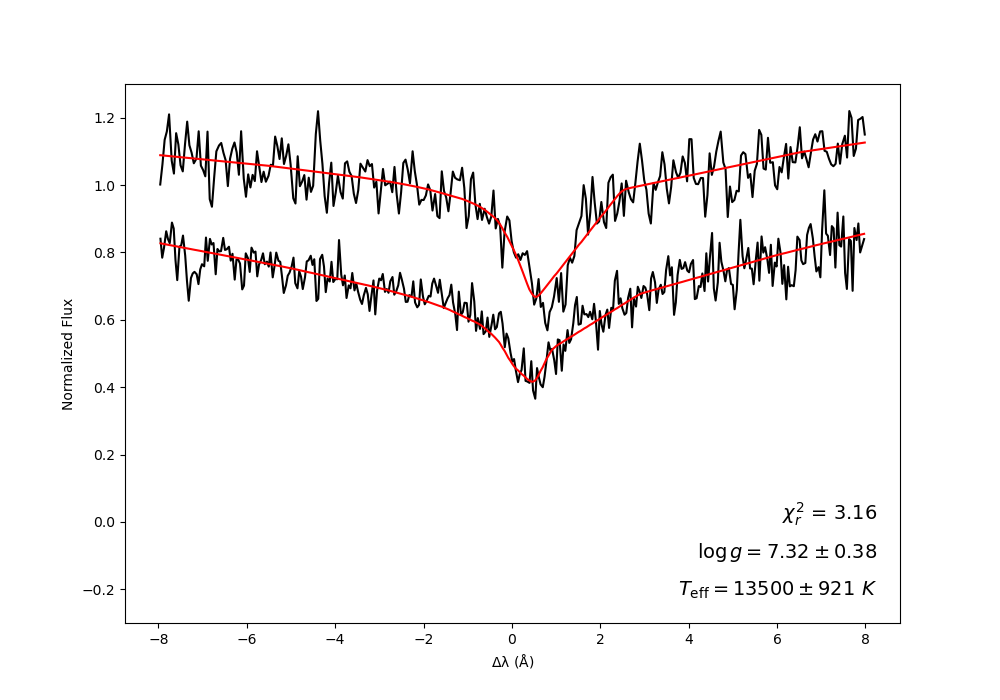 1.2
1.0
0.8
0.6
0.4
0.2
0.0
−0.2
Normalized Flux
χ²ᵣ = 3.16
log g = 7.32 ± 0.38
T_eff = 13500 ± 921 K
−8 −6 −4 −2 0 2 4 6 8
Δλ (Å)